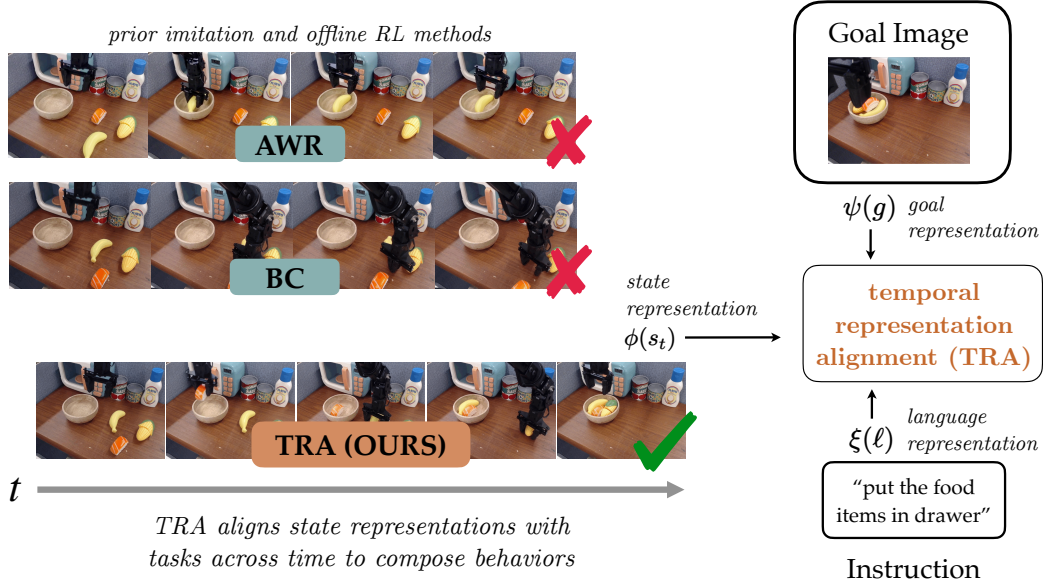 prior imitation and offline RL methods
AWR
BC
TRA (OURS)
t
TRA aligns state representations with
tasks across time to compose behaviors
Goal Image
ψ(g)
goal
representation
state
representation
ϕ(sₜ)
temporal
representation
alignment (TRA)
ξ(ℓ)
language
representation
“put the food
items in drawer”
Instruction